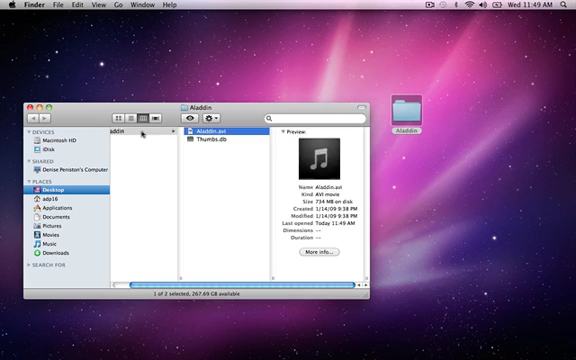 Finder File Edit View Go Window Help
Wed 11:49 AM
Aladdin
DEVICES
Macintosh HD
iDisk
SHARED
Denise Peniston's Computer
PLACES
Desktop
adp16
Applications
Documents
Pictures
Movies
Music
Downloads
SEARCH FOR
addin
Aladdin.avi
Thumbs.db
Preview:
Name Aladdin.avi
Kind AVI movie
Size 734 MB on disk
Created 1/14/09 9:38 PM
Modified 1/14/09 9:38 PM
Last opened Today 11:49 AM
Dimensions --
Duration --
More info...
1 of 2 selected, 267.69 GB available
Aladdin